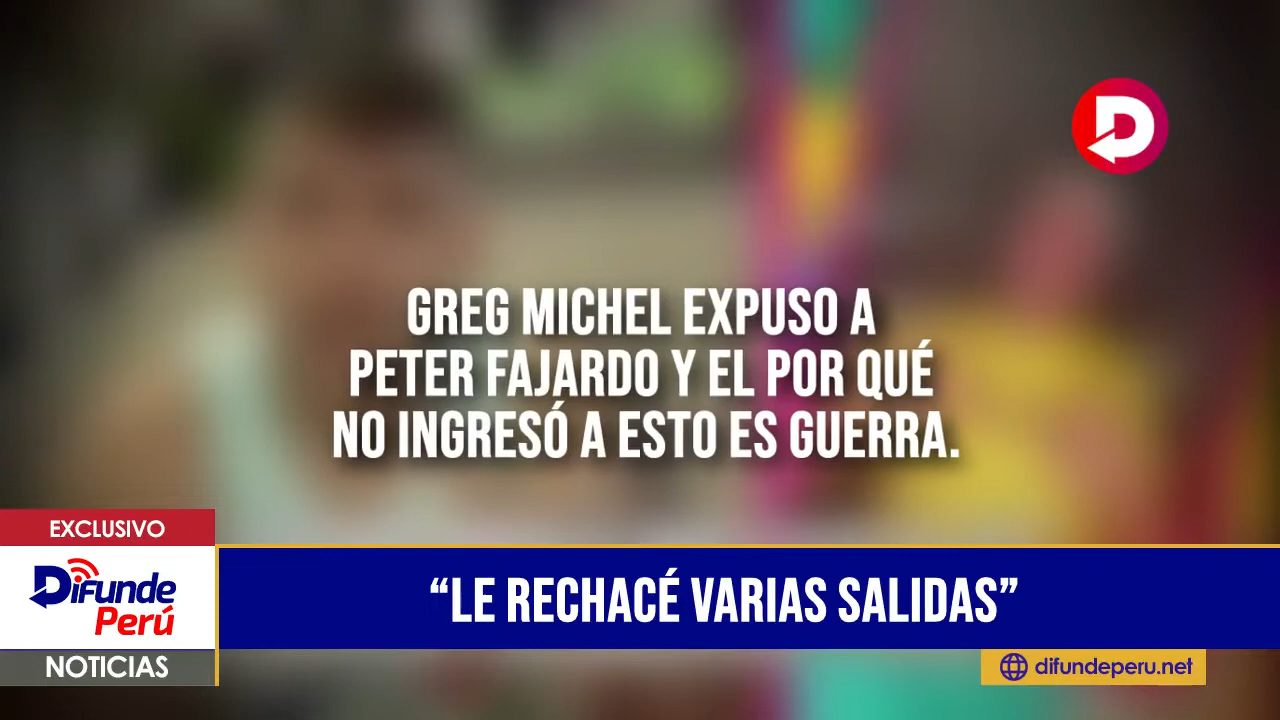 D
GREG MICHEL EXPUSO A
PETER FAJARDO Y EL POR QUÉ
NO INGRESÓ A ESTO ES GUERRA.
EXCLUSIVO
Difunde
Perú
NOTICIAS
“LE RECHACÉ VARIAS SALIDAS”
difundeperu.net